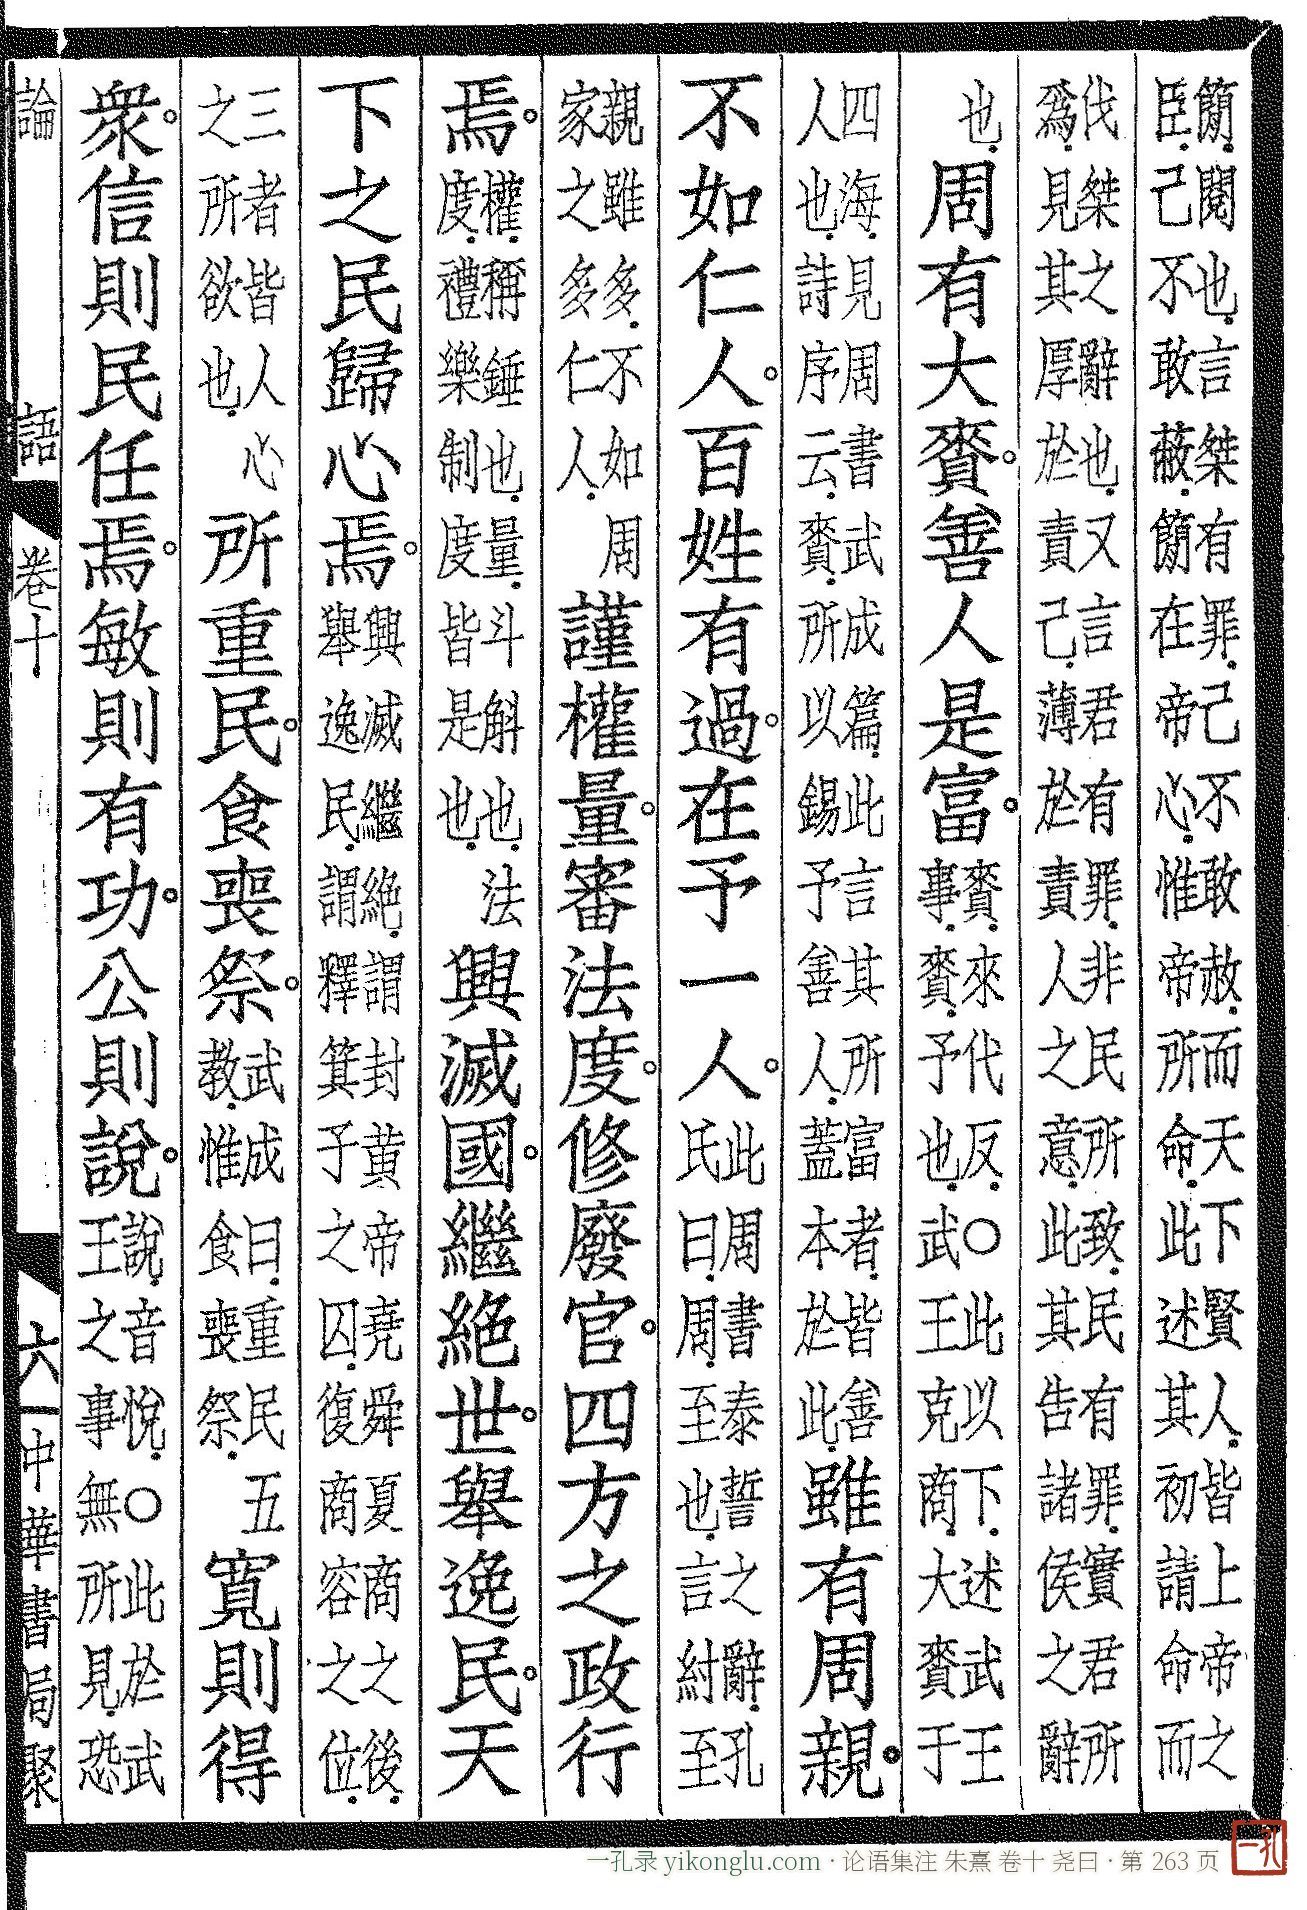 簡閱也言桀有罪己不敢赦而天下賢人皆上帝之
臣己不敢蔽簡在帝心惟帝所命此述其初請命而
伐桀之辭也又言君有罪非民所致民有罪實君所
爲見其厚於責己薄於責人之意此其告諸侯之辭
也周有大賚。善人是富。賚來代反○此以下述武王
事賚予也武王克商大賚于
四海見周書武成篇此言其所富者皆善
人也詩序云賚所以錫予善人蓋本於此
雖有周親。
不如仁人。百姓有過。在予一人。此周書泰誓之辭孔
氏曰周至也言紂至
親雖多不如周
家之多仁人
謹權量。審法度。修廢官。四方之政行
焉。權稱錘也量斗斛也法
度禮樂制度皆是也
興滅國。繼絕世。舉逸民。天
下之民歸心焉。興滅繼絕謂封黃帝堯舜夏商之後
舉逸民謂釋箕子之囚復商容之位
三者皆人心
之所欲也
所重民。食喪祭。武成曰重民五
教惟食喪祭
寬則得
衆。信則民任焉。敏則有功。公則說。說音悅○此於武
王之事無所見恐
論語 卷十 六一中華書局聚
一孔录 yikonglu.com · 论语集注 朱熹 卷十 尧曰 · 第 263 页
一孔